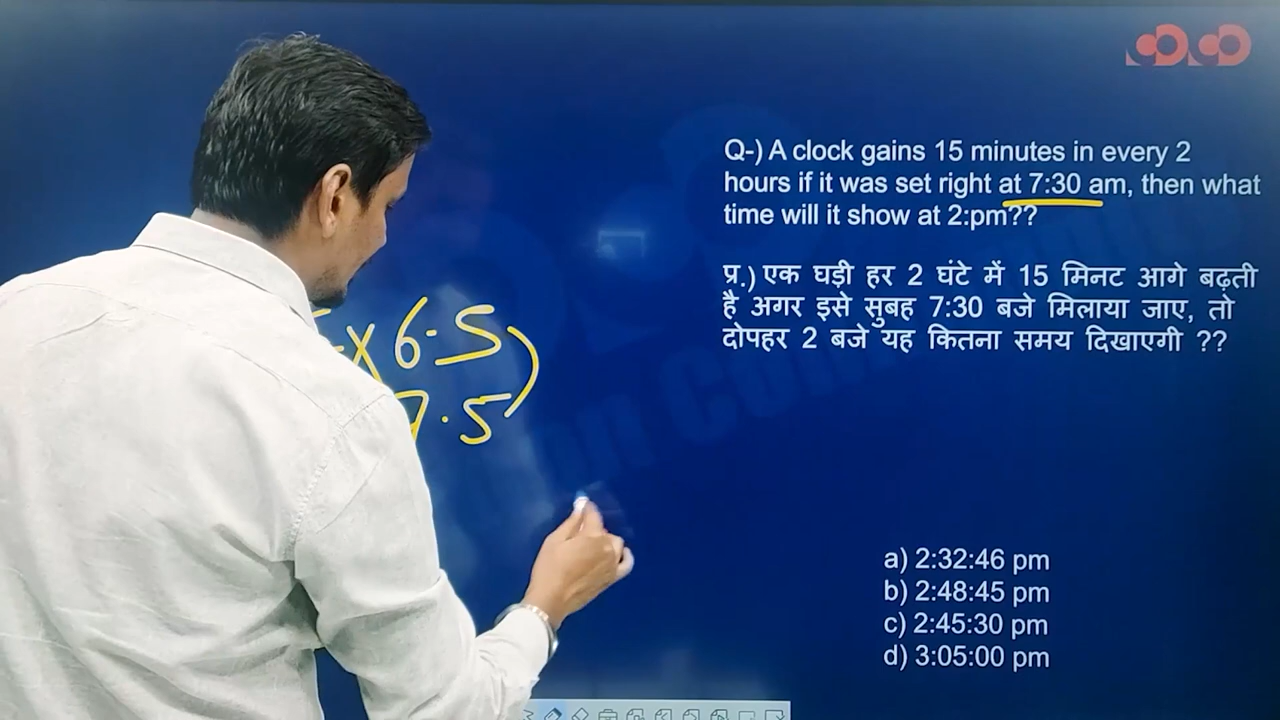 Q-) A clock gains 15 minutes in every 2
hours if it was set right at 7:30 am, then what
time will it show at 2:pm??
प्र.) एक घड़ी हर 2 घंटे में 15 मिनट आगे बढ़ती
है अगर इसे सुबह 7:30 बजे मिलाया जाए, तो
दोपहर 2 बजे यह कितना समय दिखाएगी ??
x 6.5)
7.5
a) 2:32:46 pm
b) 2:48:45 pm
c) 2:45:30 pm
d) 3:05:00 pm